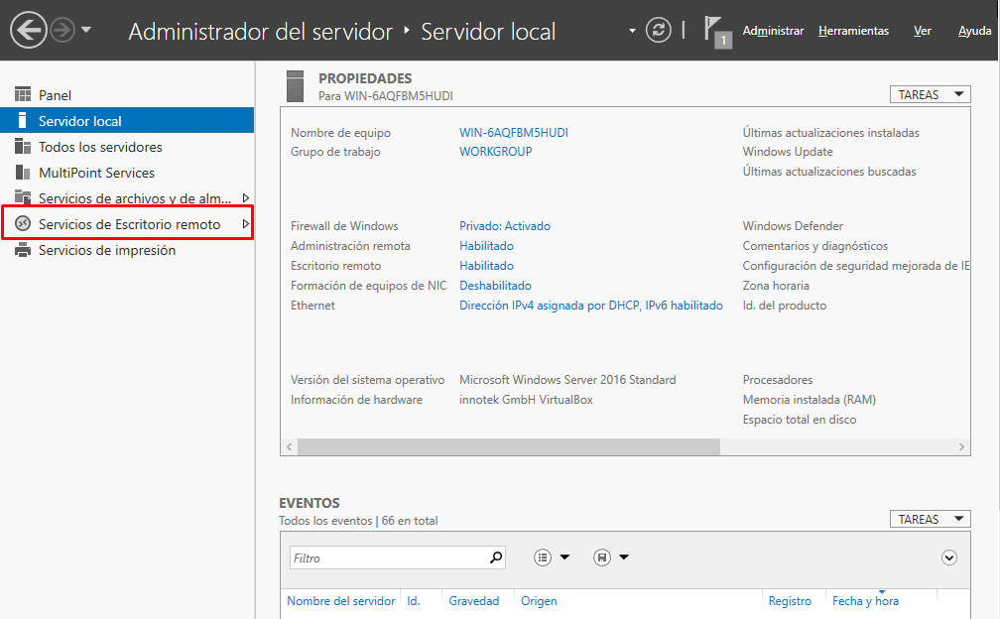 Administrador del servidor ‣ Servidor local
1
Administrar Herramientas Ver Ayuda
Panel
Servidor local
Todos los servidores
MultiPoint Services
Servicios de archivos y de alm...
Servicios de Escritorio remoto
Servicios de impresión
PROPIEDADES
Para WIN-6AQFBM5HUDI
TAREAS
Nombre de equipo WIN-6AQFBM5HUDI Últimas actualizaciones instaladas
Grupo de trabajo WORKGROUP Windows Update
Últimas actualizaciones buscadas
Firewall de Windows Privado: Activado Windows Defender
Administración remota Habilitado Comentarios y diagnósticos
Escritorio remoto Habilitado Configuración de seguridad mejorada de IE
Formación de equipos de NIC Deshabilitado Zona horaria
Ethernet Dirección IPv4 asignada por DHCP, IPv6 habilitado Id. del producto
Versión del sistema operativo Microsoft Windows Server 2016 Standard Procesadores
Información de hardware innotek GmbH VirtualBox Memoria instalada (RAM)
Espacio total en disco
EVENTOS
Todos los eventos | 66 en total
TAREAS
Filtro
Nombre del servidor Id. Gravedad Origen Registro Fecha y hora